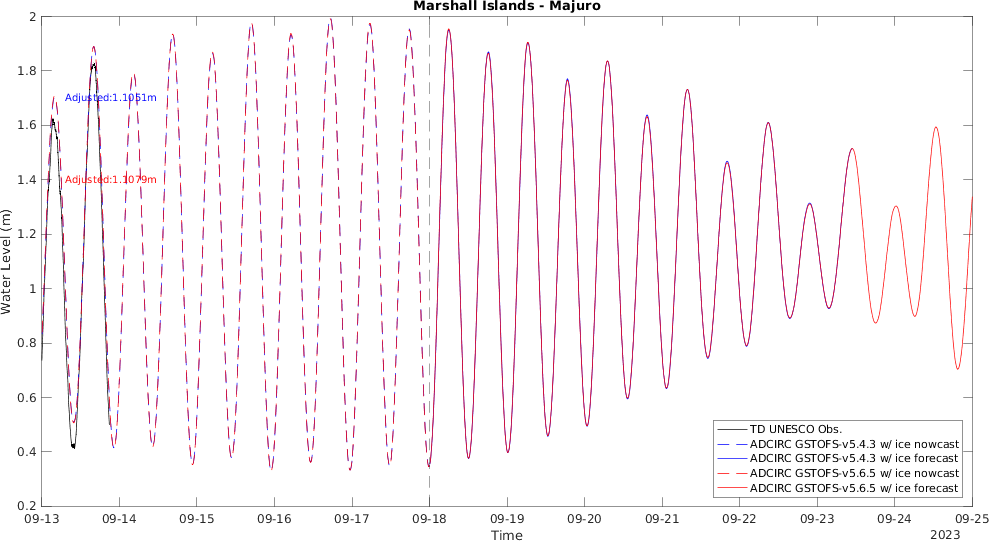 Marshall Islands - Majuro
Water Level (m)
2
1.8
1.6
1.4
1.2
1
0.8
0.6
0.4
0.2
Adjusted:1.1051m
Adjusted:1.1079m
TD UNESCO Obs.
ADCIRC GSTOFS-v5.4.3 w/ ice nowcast
ADCIRC GSTOFS-v5.4.3 w/ ice forecast
ADCIRC GSTOFS-v5.6.5 w/ ice nowcast
ADCIRC GSTOFS-v5.6.5 w/ ice forecast
09-13 09-14 09-15 09-16 09-17 09-18 09-19 09-20 09-21 09-22 09-23 09-24 09-25
Time
2023